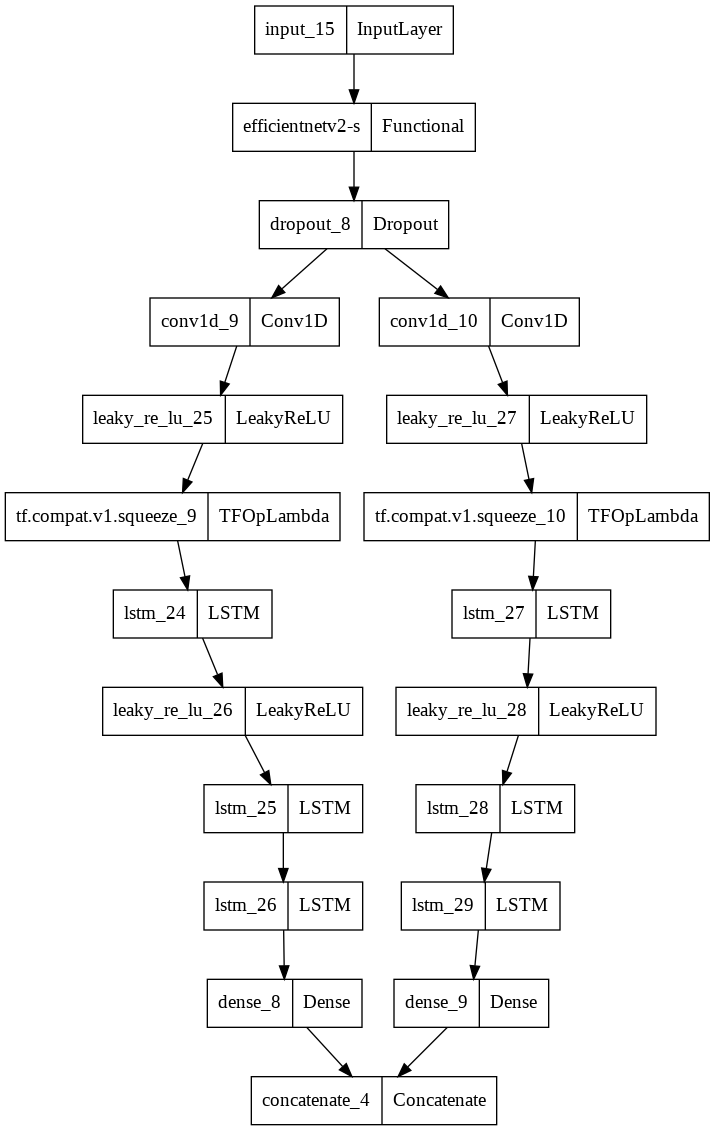 input_15 InputLayer
efficientnetv2-s Functional
dropout_8 Dropout
conv1d_9 Conv1D conv1d_10 Conv1D
leaky_re_lu_25 LeakyReLU leaky_re_lu_27 LeakyReLU
tf.compat.v1.squeeze_9 TFOpLambda tf.compat.v1.squeeze_10 TFOpLambda
lstm_24 LSTM lstm_27 LSTM
leaky_re_lu_26 LeakyReLU leaky_re_lu_28 LeakyReLU
lstm_25 LSTM lstm_28 LSTM
lstm_26 LSTM lstm_29 LSTM
dense_8 Dense dense_9 Dense
concatenate_4 Concatenate